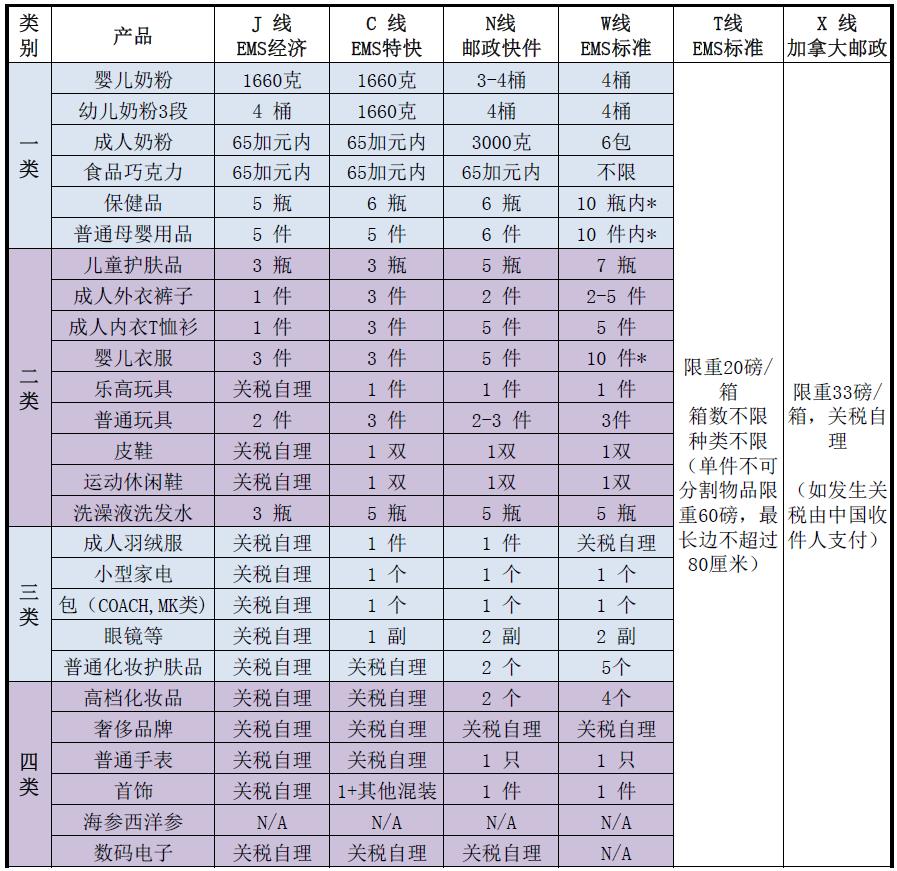 类别 产品 J 线 EMS经济 C 线 EMS特快 N线 邮政快件 W线 EMS标准 T线 EMS标准 X 线 加拿大邮政
一类
婴儿奶粉 1660克 1660克 3-4桶 4桶
幼儿奶粉3段 4 桶 1660克 4桶 4桶
成人奶粉 65加元内 65加元内 3000克 6包
食品巧克力 65加元内 65加元内 65加元内 不限
保健品 5 瓶 6 瓶 6 瓶 10 瓶内*
普通母婴用品 5 件 5 件 6 件 10 件内*
二类
儿童护肤品 3 瓶 3 瓶 5 瓶 7 瓶
成人外衣裤子 1 件 3 件 2 件 2-5 件
成人内衣T恤衫 1 件 3 件 5 件 5 件
婴儿衣服 3 件 3 件 5 件 10 件*
乐高玩具 关税自理 1 件 1 件 1 件
普通玩具 2 件 3 件 2-3 件 3件
皮鞋 关税自理 1 双 1双 1双
运动休闲鞋 关税自理 1 双 1双 1双
洗澡液洗发水 3 瓶 5 瓶 5 瓶 5 瓶
三类
成人羽绒服 关税自理 1 件 1 件 关税自理
小型家电 关税自理 1 个 1 个 1 个
包（COACH,MK类) 关税自理 1 个 1 个 1 个
眼镜等 关税自理 1 副 2 副 2 副
普通化妆护肤品 关税自理 关税自理 2 个 5个
四类
高档化妆品 关税自理 关税自理 2 个 4个
奢侈品牌 关税自理 关税自理 关税自理 关税自理
普通手表 关税自理 关税自理 1 只 1 只
首饰 关税自理 1+其他混装 1 件 1 件
海参西洋参 N/A N/A N/A N/A
数码电子 关税自理 关税自理 关税自理 N/A
限重20磅/
箱
箱数不限
种类不限
（单件不可
分割物品限
重60磅，最
长边不超过
80厘米）
限重33磅/
箱，关税自
理
（如发生关
税由中国收
件人支付）